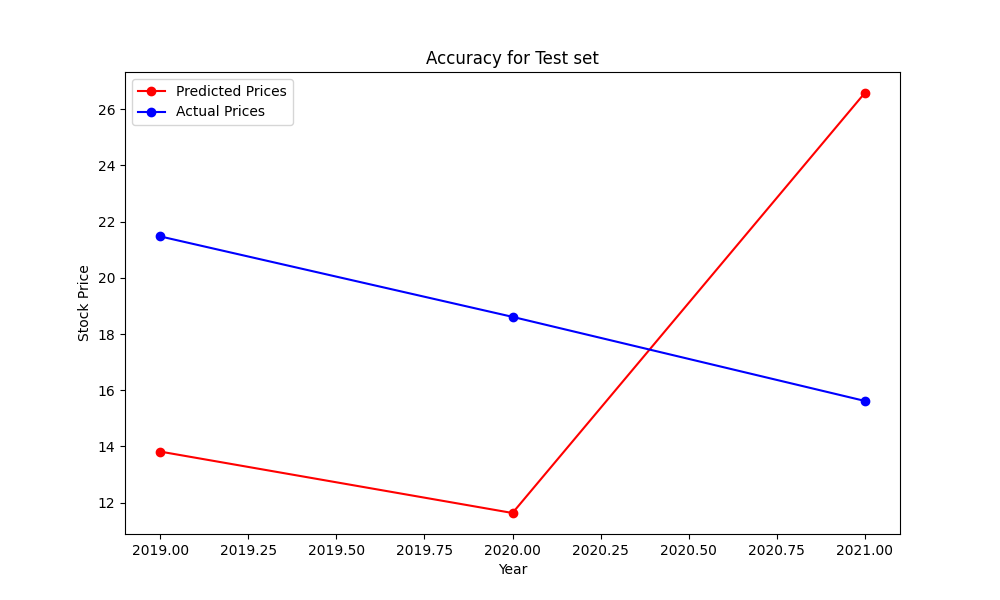 Accuracy for Test set
Predicted Prices
Actual Prices
26
24
22
20
18
16
14
12
Stock Price
2019.00 2019.25 2019.50 2019.75 2020.00 2020.25 2020.50 2020.75 2021.00
Year